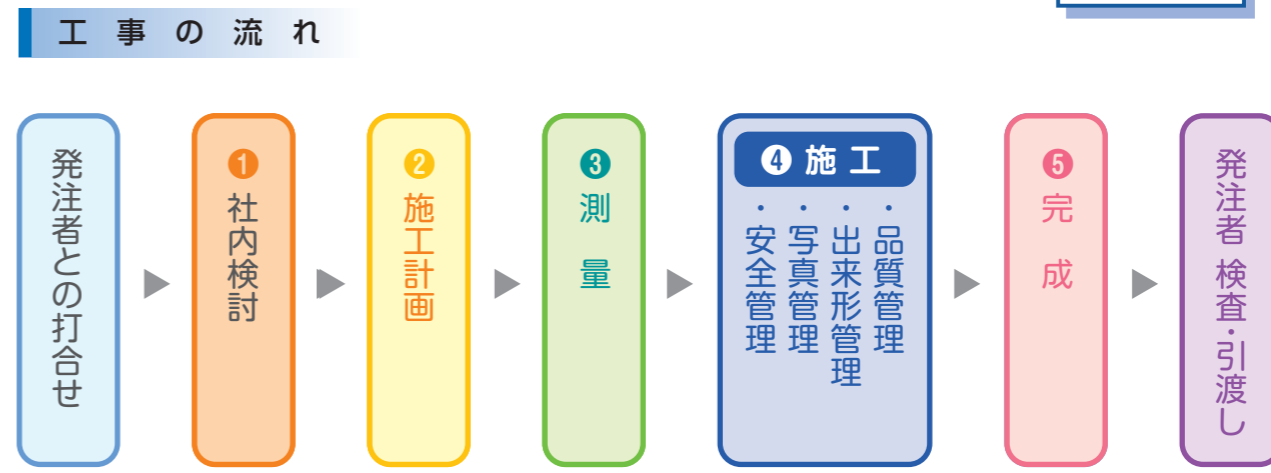 工事の流れ
発注者との打合せ
❶社内検討
❷施工計画
❸測量
❹施工
・品質管理
・出来形管理
・写真管理
・安全管理
❺完成
発注者 検査・引渡し